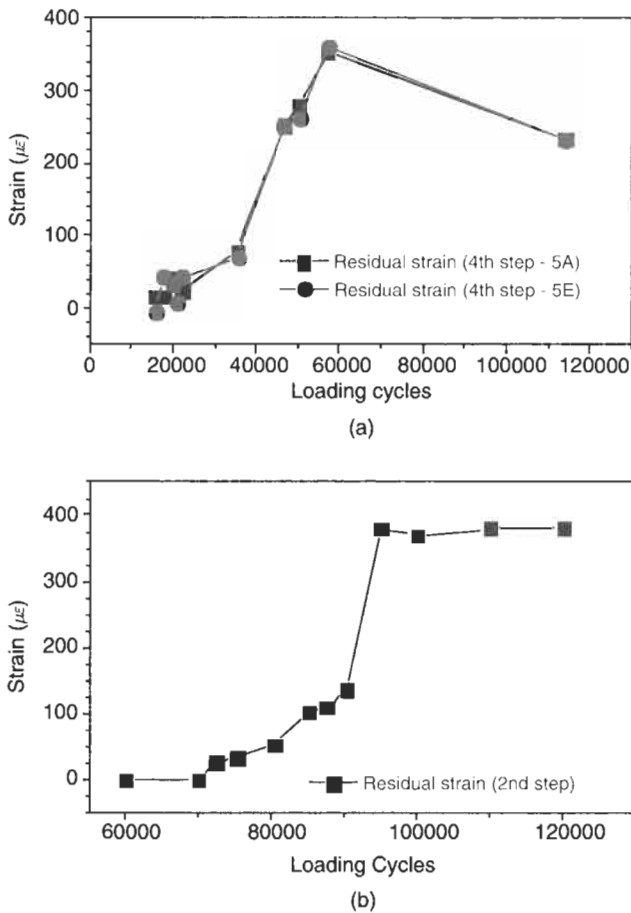 400
300
200
100
0
Strain (με)
Residual strain (4th step - 5A)
Residual strain (4th step - 5E)
0 20000 40000 60000 80000 100000 120000
Loading cycles
(a)
400
300
200
100
0
Strain (με)
Residual strain (2nd step)
60000 80000 100000 120000
Loading Cycles
(b)